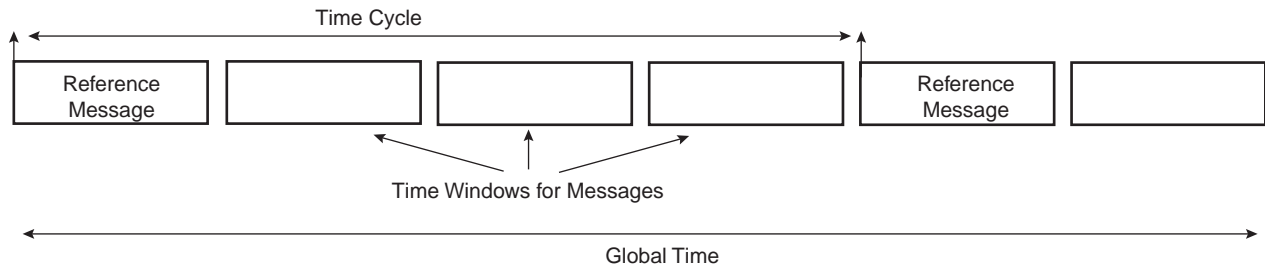 Time Cycle
Reference
Message
Reference
Message
Time Windows for Messages
Global Time